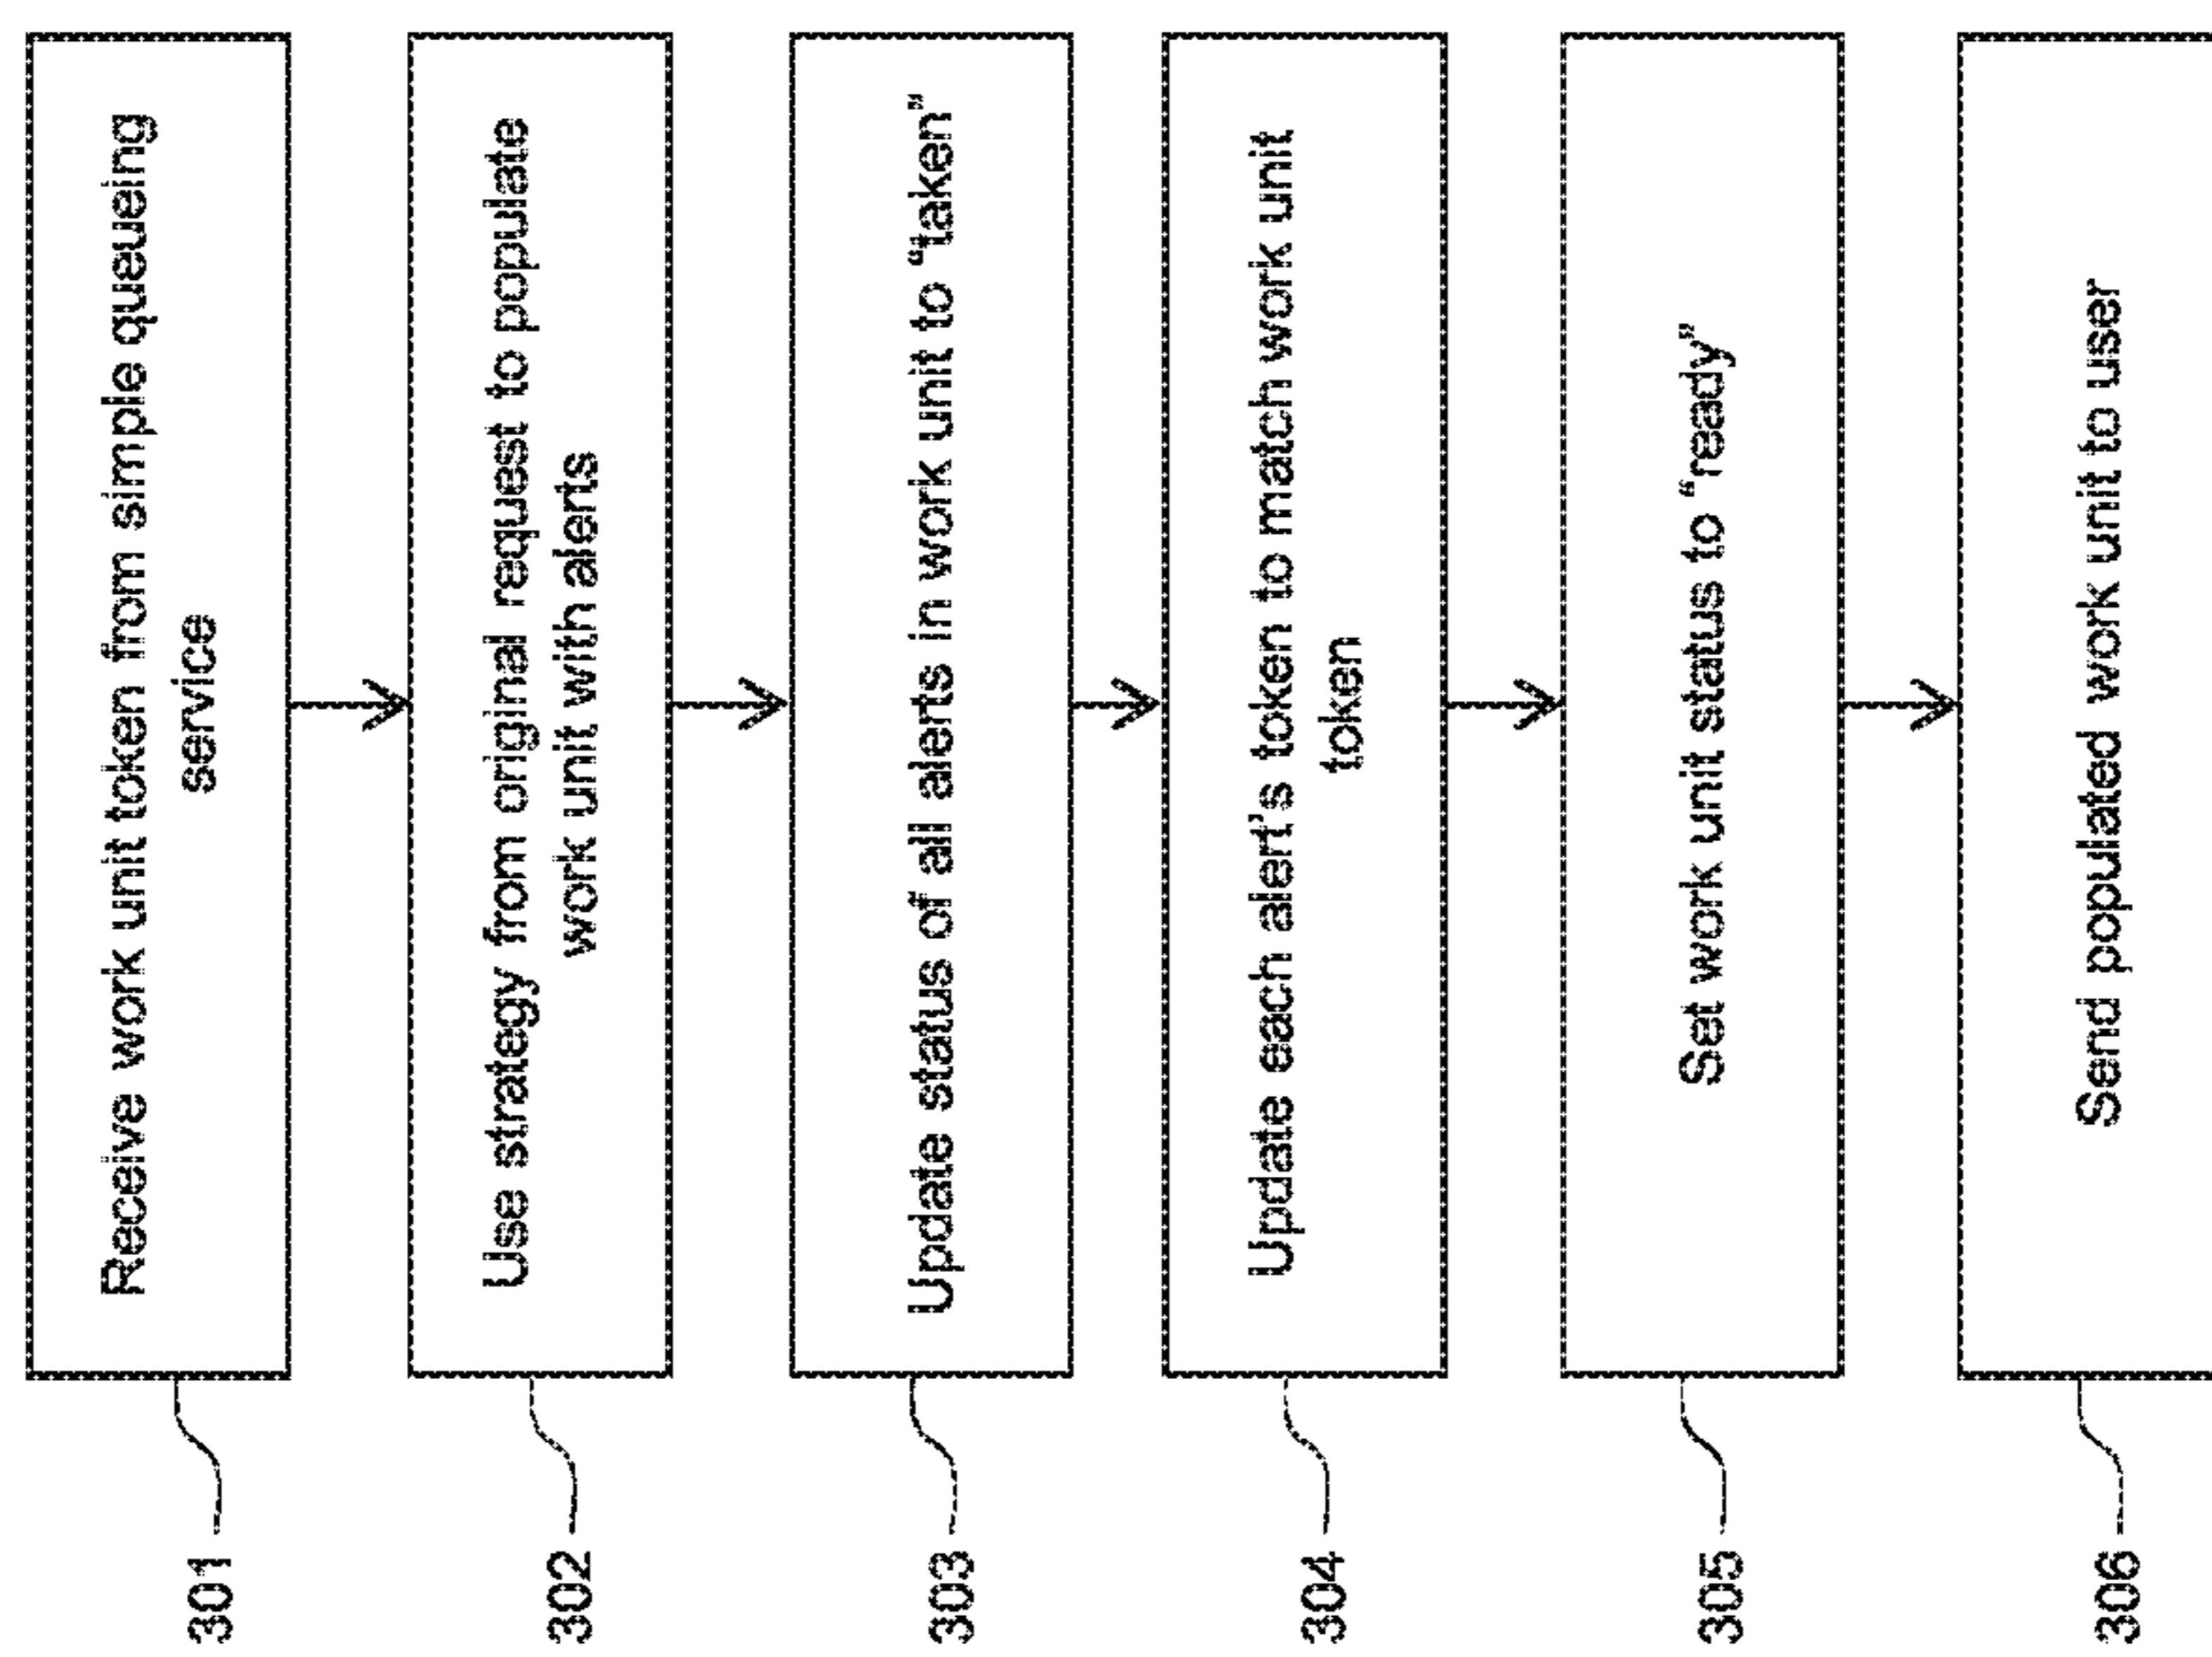 301
Receive work unit token from simple queueing
service
302
Use strategy from original request to populate
work unit with alerts
303
Update status of all alerts in work unit to “taken”
304
Update each alert’s token to match work unit
token
305
Set work unit status to “ready”
306
Send populated work unit to user